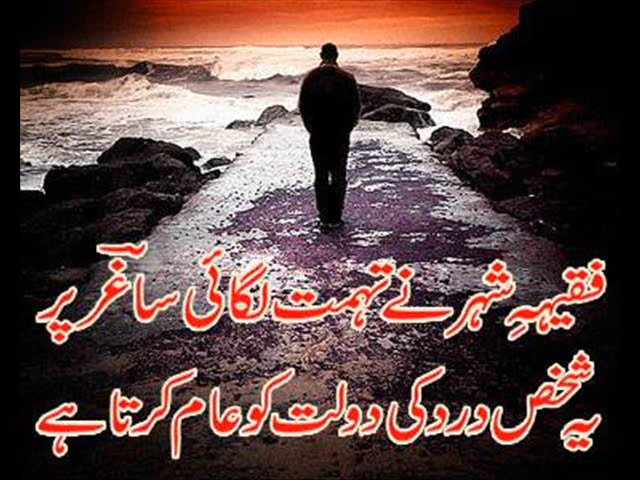 فقیہہِ شہر نے تہمت لگائی ساغرؔ پر
یہ شخص درد کی دولت کو عام کرتا ہے